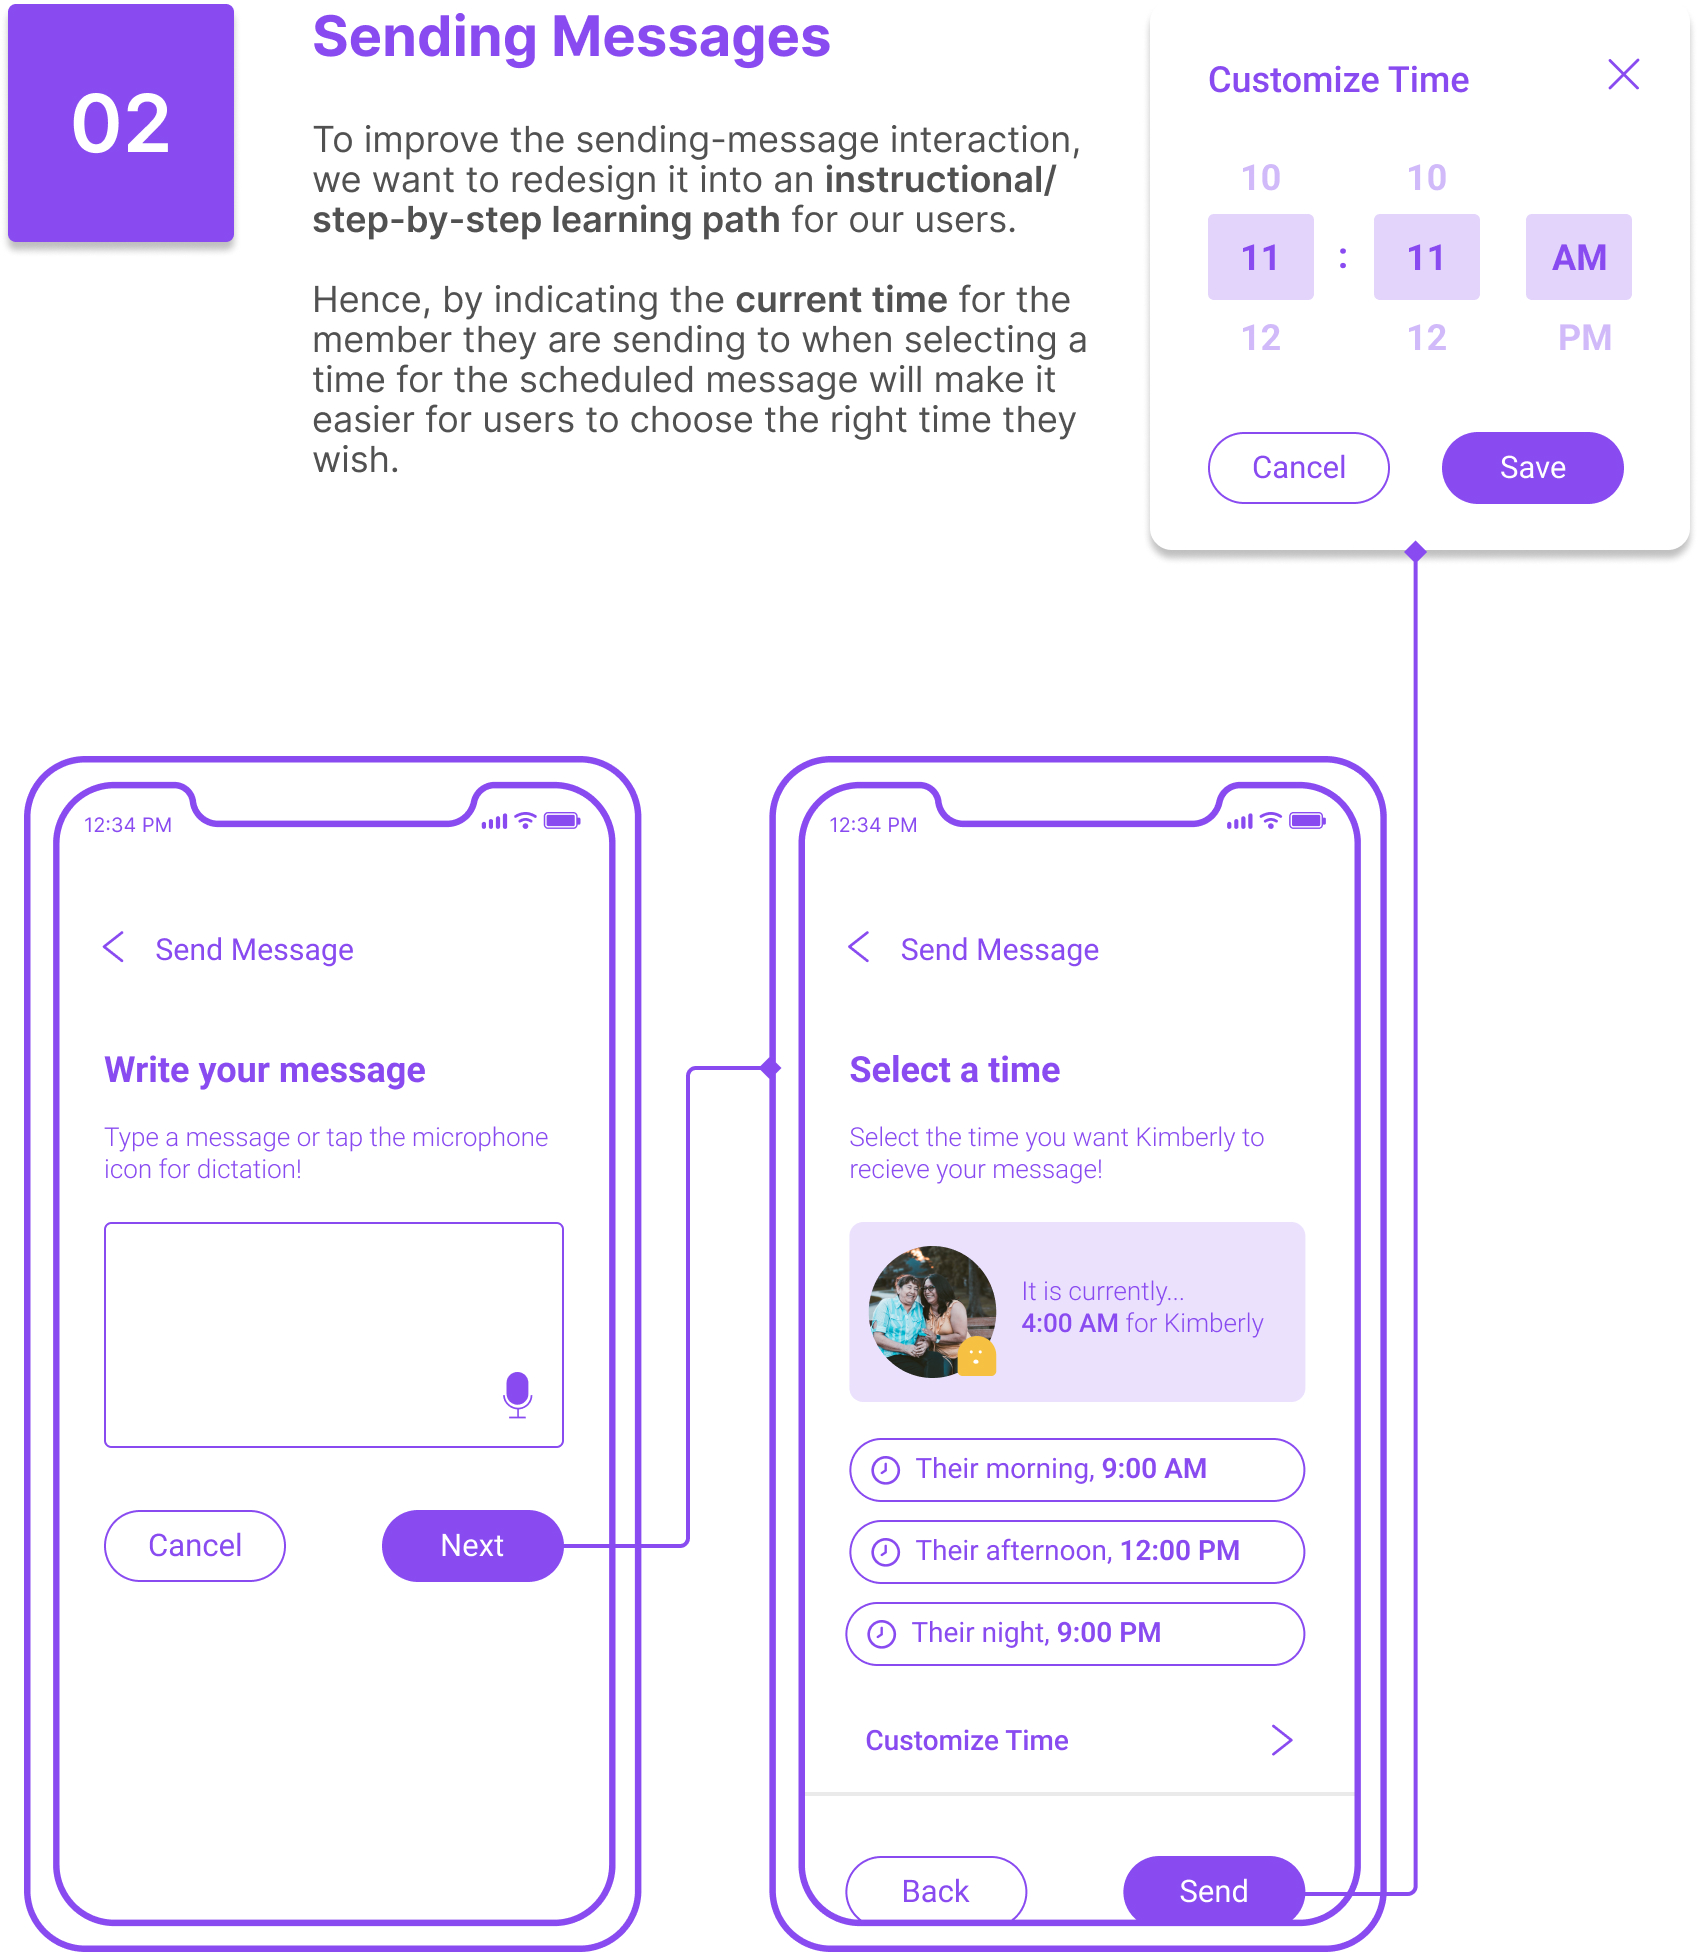 02
Sending Messages
To improve the sending-message interaction,
we want to redesign it into an instructional/
step-by-step learning path for our users.
Hence, by indicating the current time for the
member they are sending to when selecting a
time for the scheduled message will make it
easier for users to choose the right time they
wish.
Customize Time
10 10
11 : 11 AM
12 12 PM
Cancel Save
12:34 PM
Send Message
Write your message
Type a message or tap the microphone
icon for dictation!
Cancel Next
12:34 PM
Send Message
Select a time
Select the time you want Kimberly to
recieve your message!
It is currently...
4:00 AM for Kimberly
Their morning, 9:00 AM
Their afternoon, 12:00 PM
Their night, 9:00 PM
Customize Time
Back Send